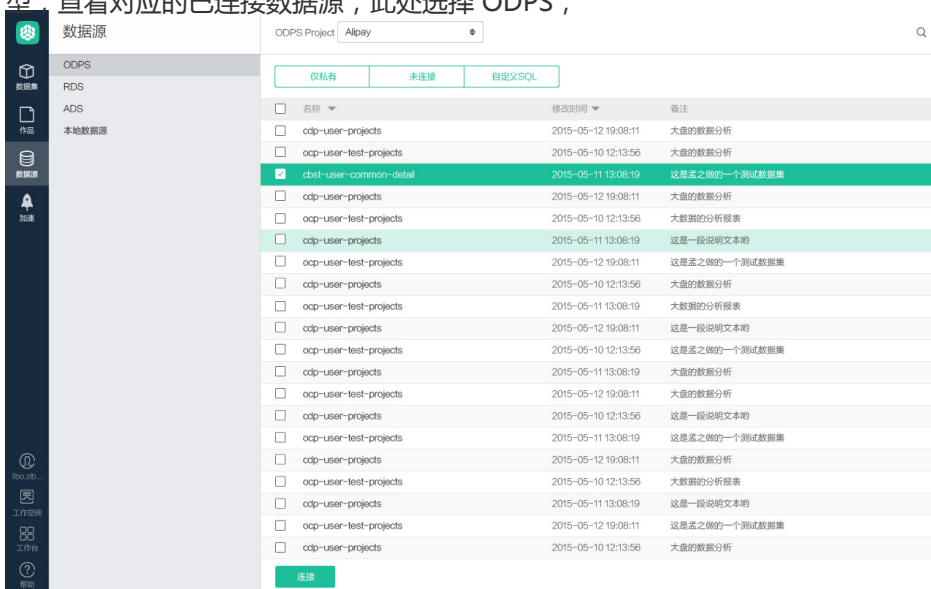 型，查看对应的已连接数据源，此处选择 ODPS，
数据源
ODPS Project Alipay
数据集
作品
数据源
加速
工作空间
工作台
帮助
ODPS
RDS
ADS
本地数据源
仅私有 未连接 自定义SQL
名称 修改时间 备注
cdp-user-projects 2015-05-12 19:08:11 大盘的数据分析
ocp-user-test-projects 2015-05-10 12:13:56 大盘的数据分析
cbst-user-common-detail 2015-05-11 13:08:19 这是孟之做的一个测试数据集
cdp-user-projects 2015-05-12 19:08:11 大盘的数据分析
ocp-user-test-projects 2015-05-10 12:13:56 大数据的分析报表
cdp-user-projects 2015-05-11 13:08:19 这是一段说明文本哟
ocp-user-test-projects 2015-05-12 19:08:11 这是孟之做的一个测试数据集
cdp-user-projects 2015-05-10 12:13:56 大盘的数据分析
ocp-user-test-projects 2015-05-11 13:08:19 大数据的分析报表
cdp-user-projects 2015-05-12 19:08:11 这是一段说明文本哟
ocp-user-test-projects 2015-05-10 12:13:56 这是孟之做的一个测试数据集
cdp-user-projects 2015-05-11 13:08:19 大盘的数据分析
ocp-user-test-projects 2015-05-12 19:08:11 大盘的数据分析
cdp-user-projects 2015-05-10 12:13:56 这是一段说明文本哟
ocp-user-test-projects 2015-05-11 13:08:19 这是孟之做的一个测试数据集
cdp-user-projects 2015-05-12 19:08:11 大盘的数据分析
ocp-user-test-projects 2015-05-10 12:13:56 大数据的分析报表
cdp-user-projects 2015-05-11 13:08:19 这是一段说明文本哟
ocp-user-test-projects 2015-05-12 19:08:11 这是孟之做的一个测试数据集
cdp-user-projects 2015-05-10 12:13:56 大盘的数据分析
连接